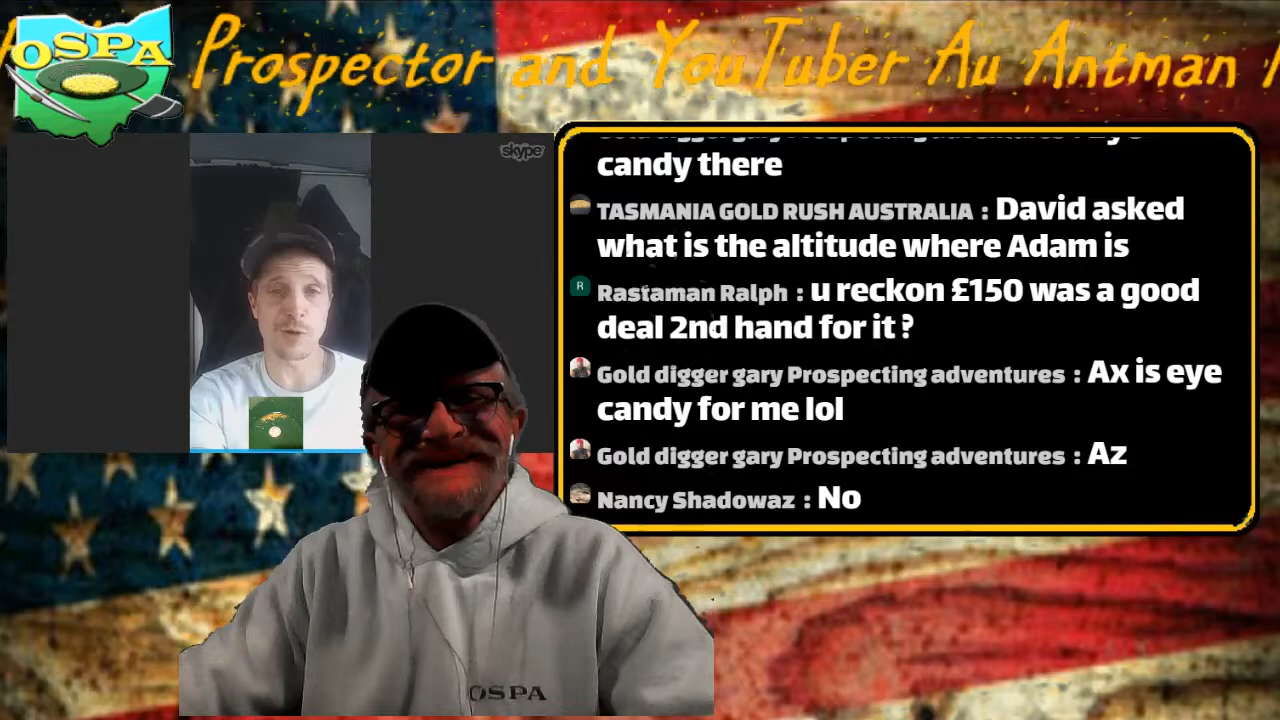 OSPA
Prospector and YouTuber Au Antman
skype
candy there
TASMANIA GOLD RUSH AUSTRALIA : David asked
what is the altitude where Adam is
Rastaman Ralph : u reckon £150 was a good
deal 2nd hand for it ?
Gold digger gary Prospecting adventures : Ax is eye
candy for me lol
Gold digger gary Prospecting adventures : Az
Nancy Shadowaz : No
R
OSPA